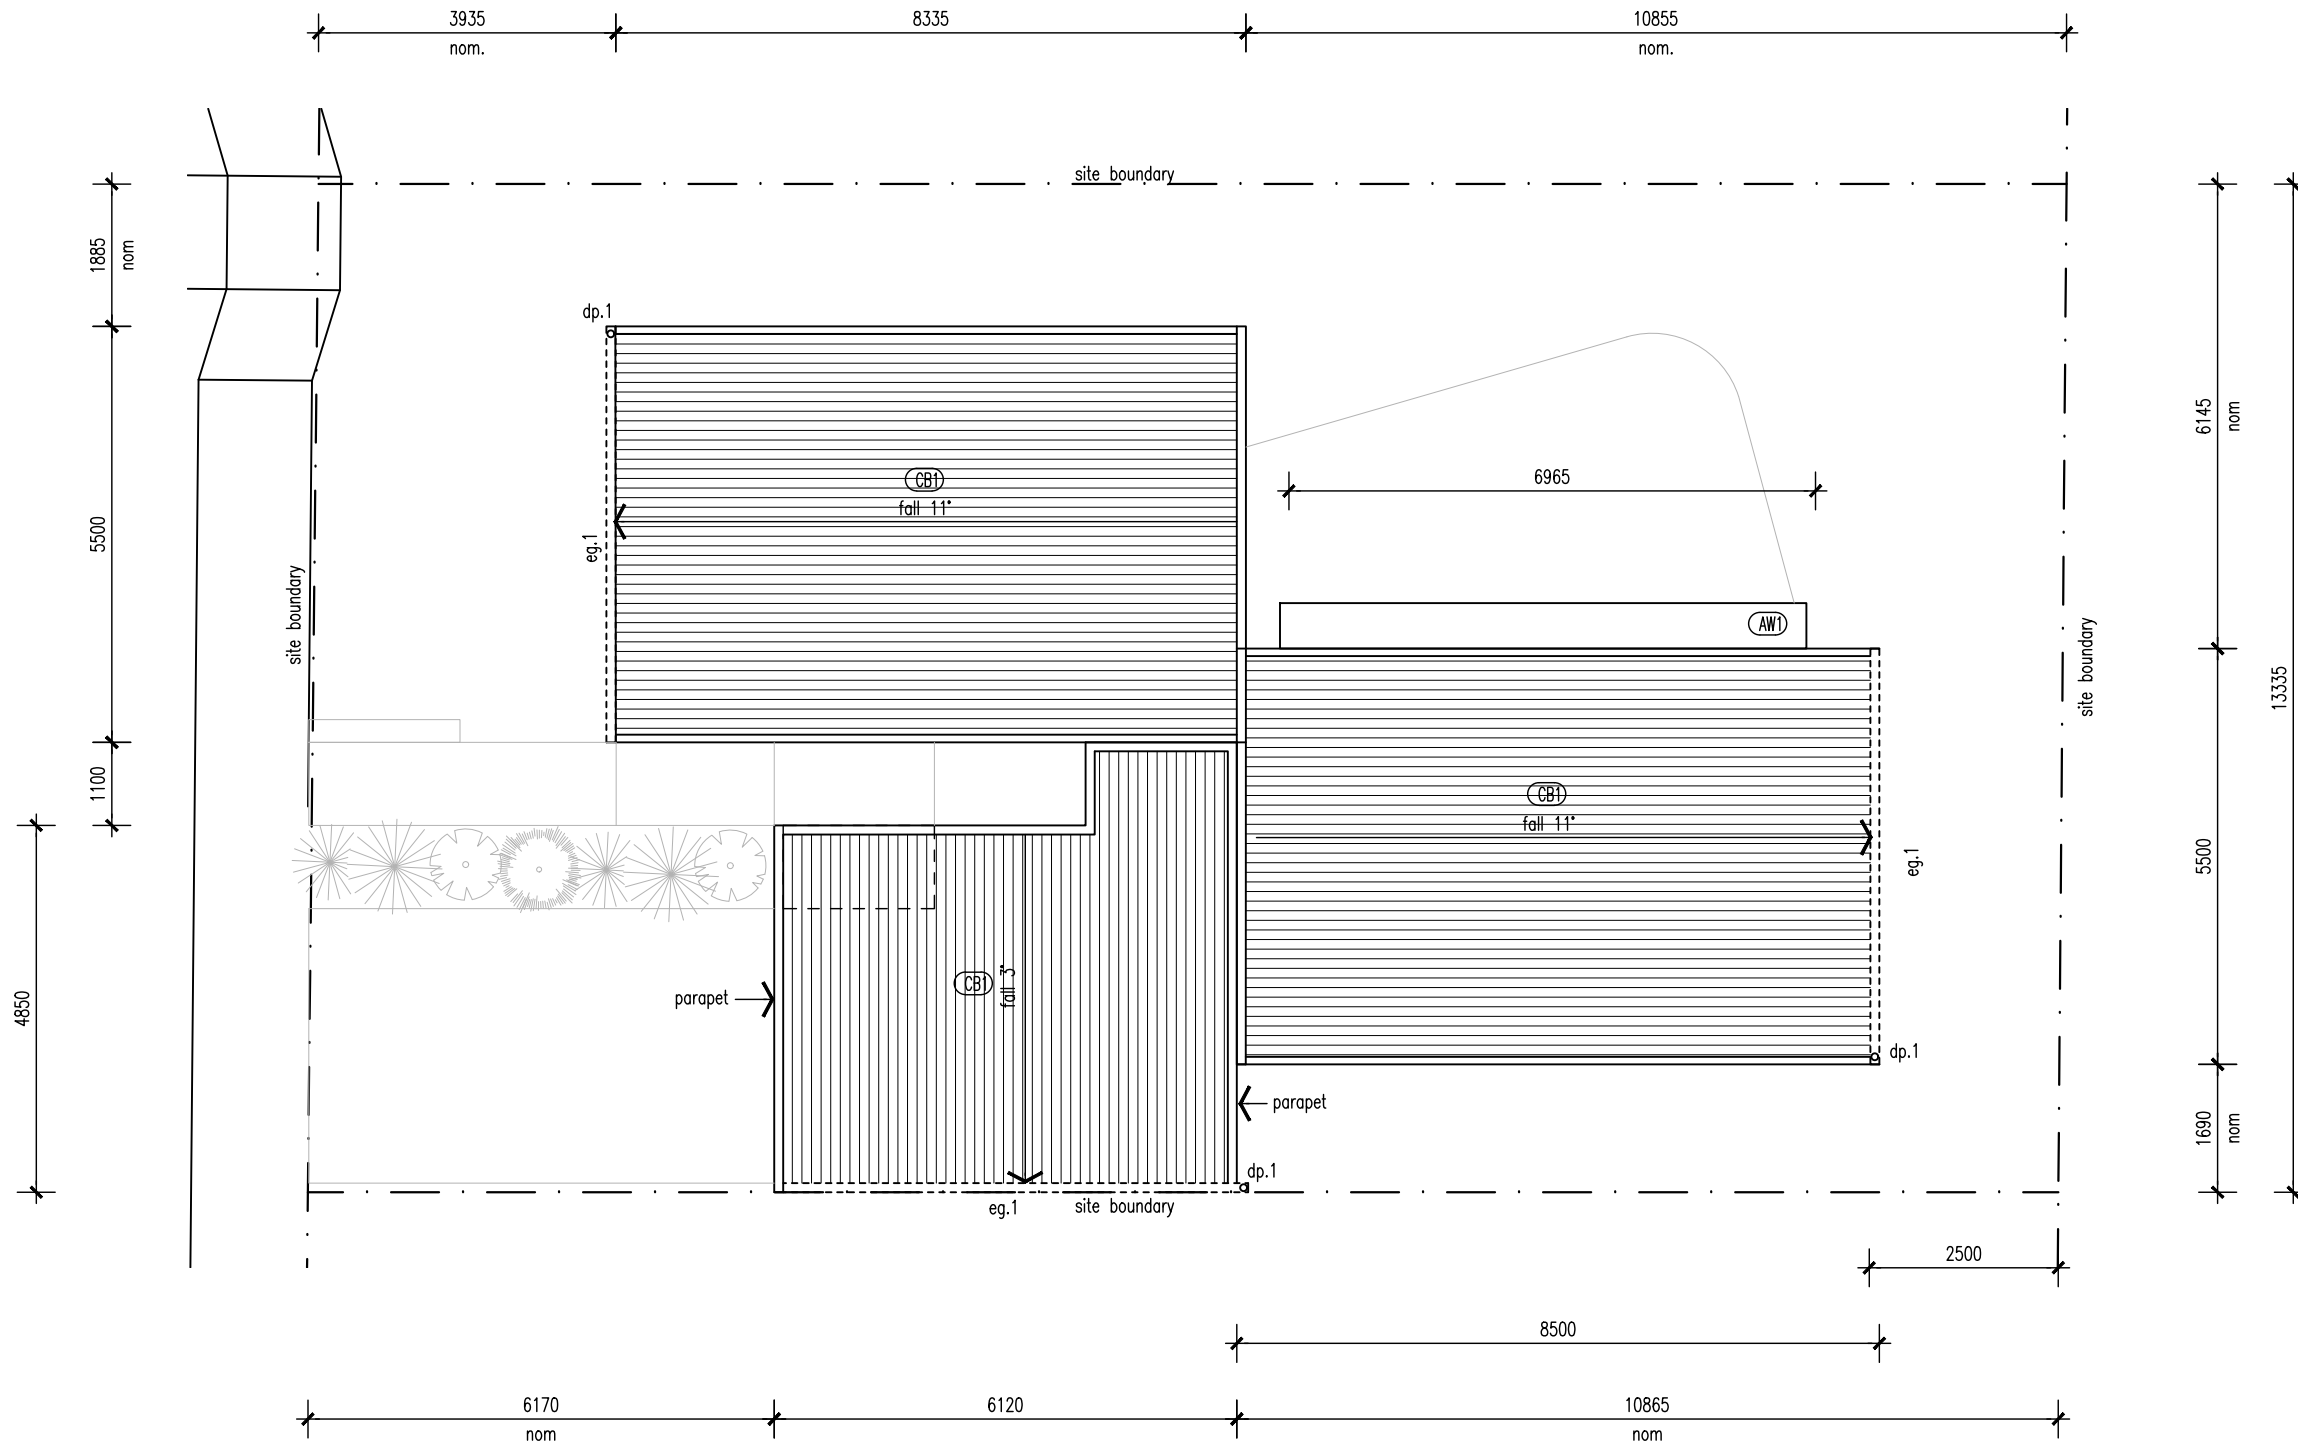 3935
nom.
8335
10855
nom.
site boundary
1885
nom
dp.1
6145
nom
CB1
fall 11°
6965
5500
eg.1
site boundary
AW1
site boundary
13335
1100
CB1
fall 11°
5500
eg.1
4850
parapet
CB1
fall 3°
dp.1
parapet
1690
nom
dp.1
eg.1
site boundary
2500
8500
6170
nom
6120
10865
nom